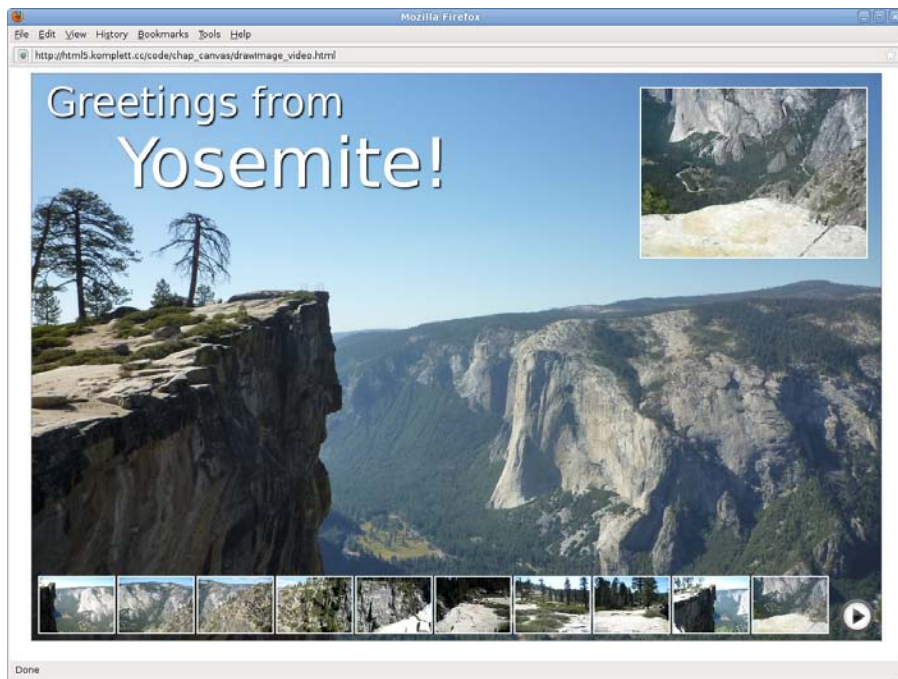 Mozilla Firefox
File Edit View History Bookmarks Tools Help
http://html5.komplett.cc/code/chap_canvas/drawImage_video.html
Greetings from
Yosemite!
Done